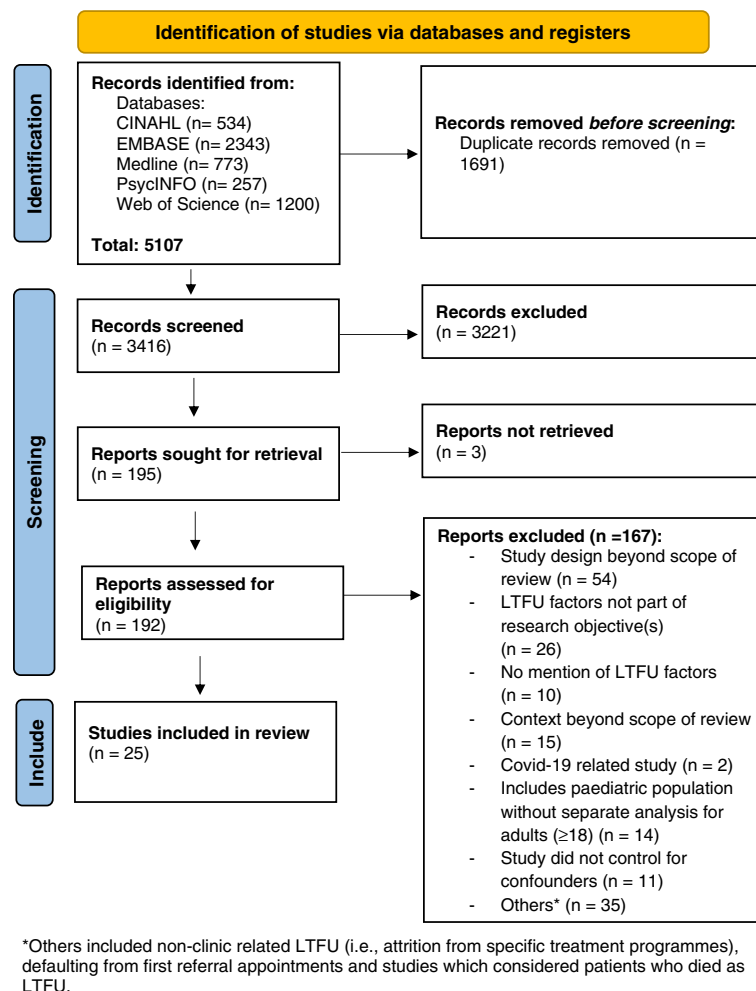 Identification of studies via databases and registers
Identification
Records identified from:
Databases:
CINAHL (n= 534)
EMBASE (n= 2343)
Medline (n= 773)
PsycINFO (n= 257)
Web of Science (n= 1200)
Total: 5107
Records removed before screening:
Duplicate records removed (n =
1691)
Screening
Records screened
(n = 3416)
Records excluded
(n = 3221)
Reports sought for retrieval
(n = 195)
Reports not retrieved
(n = 3)
Reports assessed for
eligibility
(n = 192)
Reports excluded (n =167):
- Study design beyond scope of
review (n = 54)
- LTFU factors not part of
research objective(s)
(n = 26)
- No mention of LTFU factors
(n = 10)
- Context beyond scope of review
(n = 15)
- Covid-19 related study (n = 2)
- Includes paediatric population
without separate analysis for
adults (≥18) (n = 14)
- Study did not control for
confounders (n = 11)
- Others* (n = 35)
Include
Studies included in review
(n = 25)
*Others included non-clinic related LTFU (i.e., attrition from specific treatment programmes),
defaulting from first referral appointments and studies which considered patients who died as
LTFU.